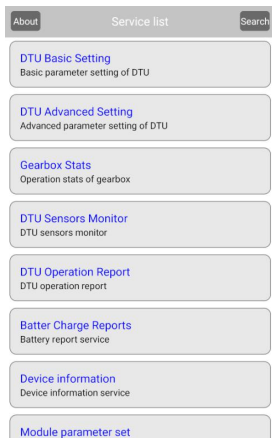 About Service list Search
DTU Basic Setting
Basic parameter setting of DTU
DTU Advanced Setting
Advanced parameter setting of DTU
Gearbox Stats
Operation stats of gearbox
DTU Sensors Monitor
DTU sensors monitor
DTU Operation Report
DTU operation report
Batter Charge Reports
Battery report service
Device information
Device information service
Module parameter set